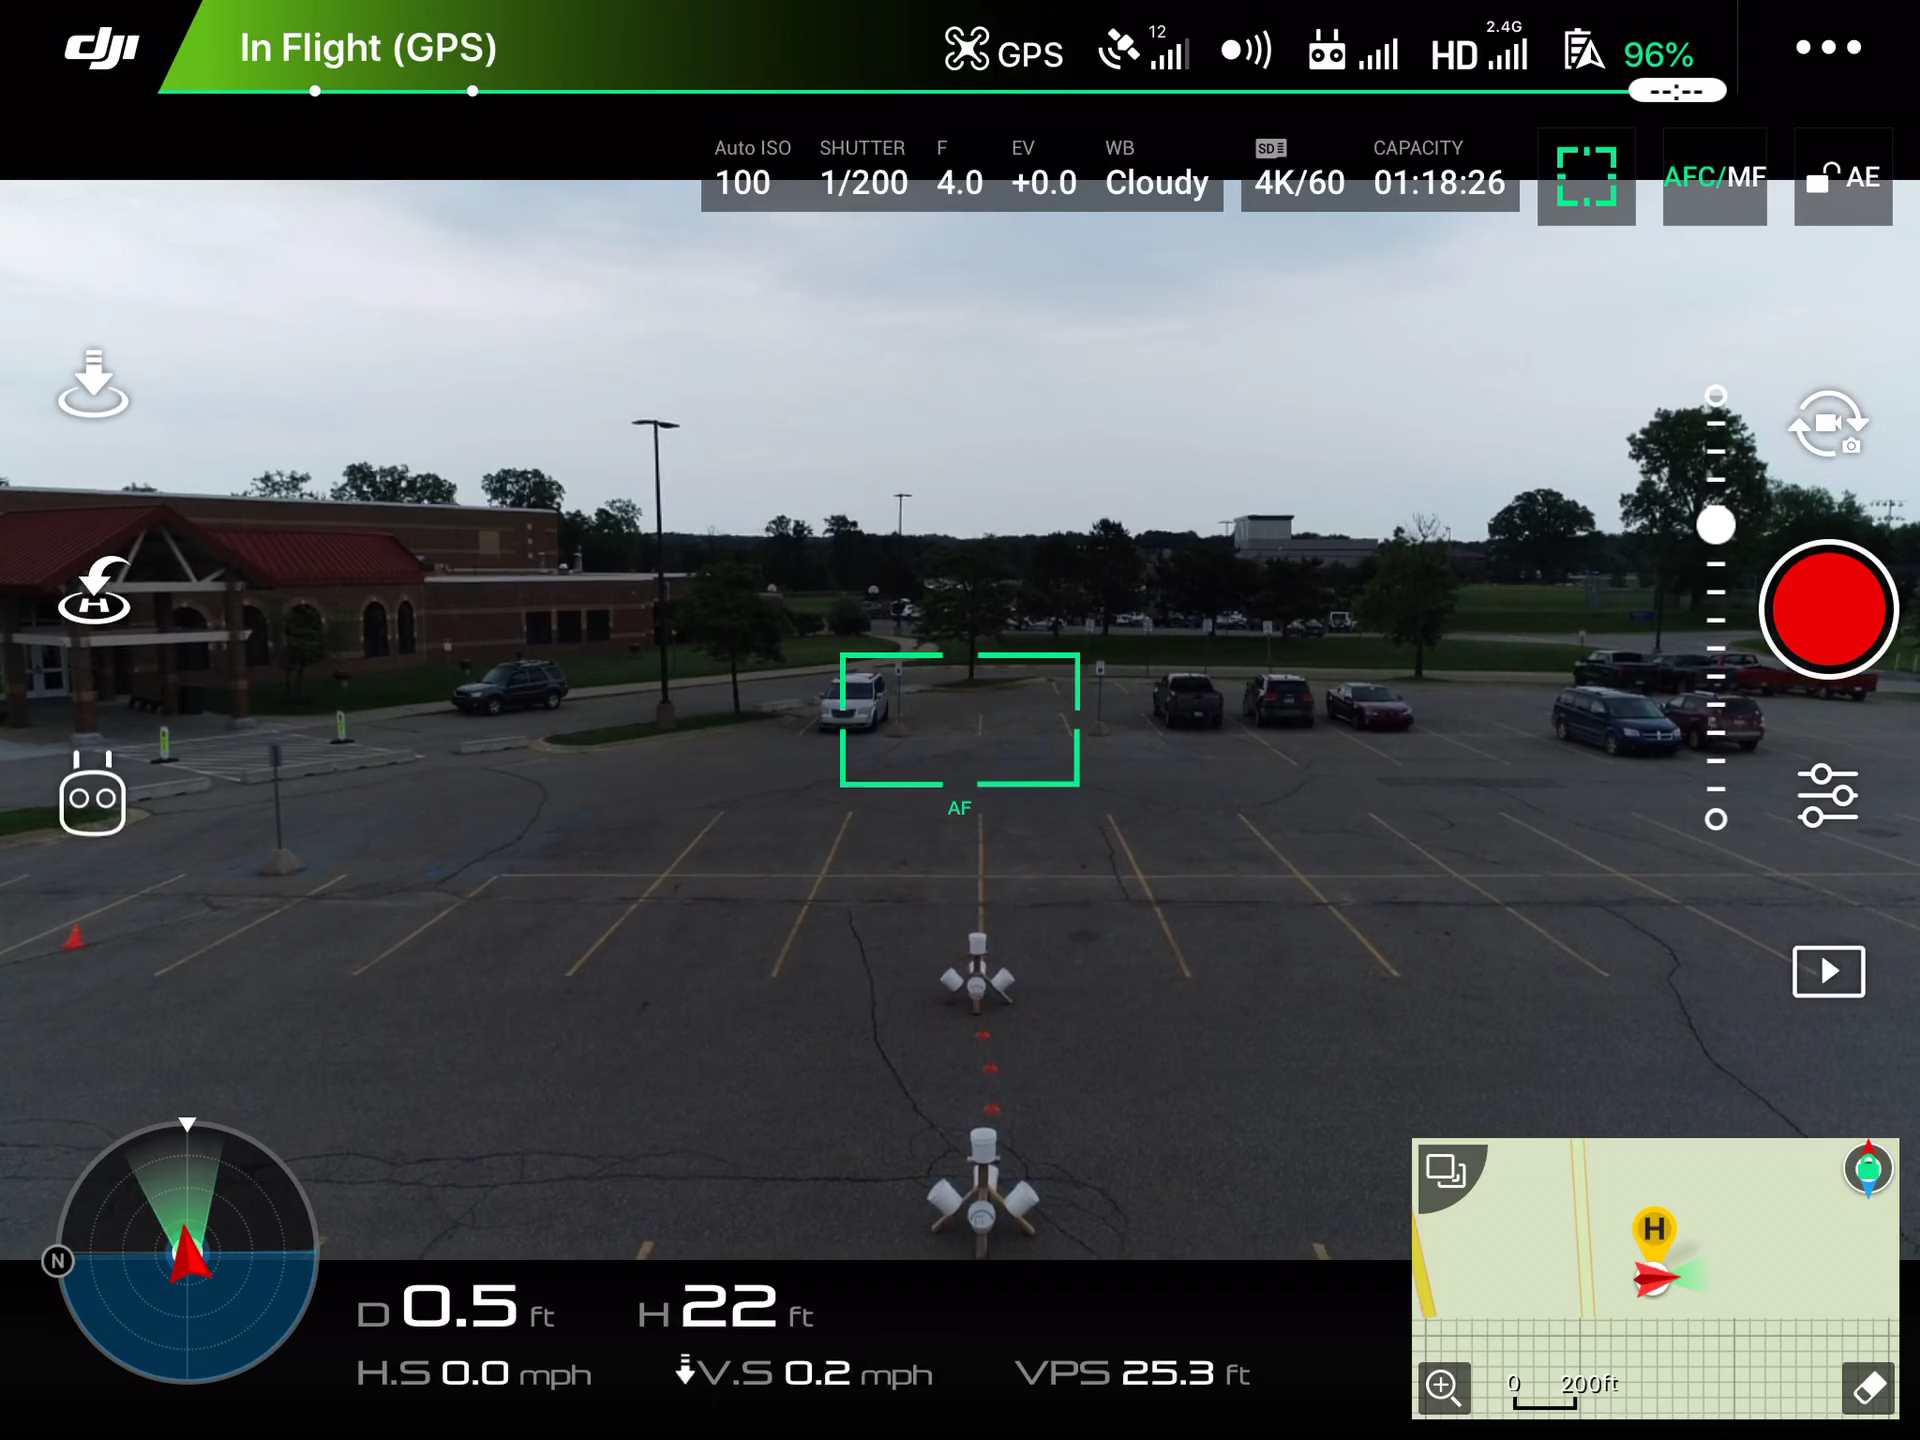 dji In Flight (GPS) GPS 12 HD 2.4G 96%
--:--
Auto ISO SHUTTER F EV WB SD CAPACITY
100 1/200 4.0 +0.0 Cloudy 4K/60 01:18:26 AFC/MF AE
AF
H
N
H
D 0.5 ft H 22 ft
H.S 0.0 mph V.S 0.2 mph VPS 25.3 ft
0 200ft